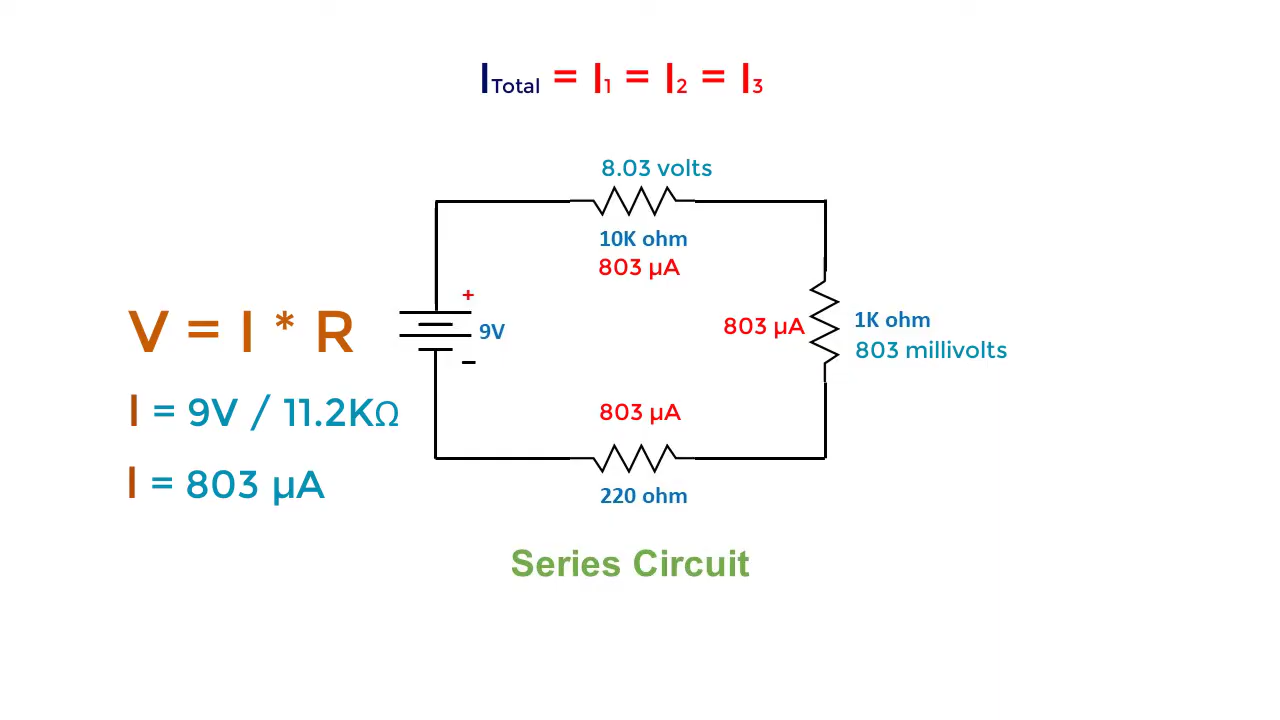 I Total = I1 = I2 = I3
8.03 volts
10K ohm
803 µA
+
9V
–
V = I * R
I = 9V / 11.2KΩ
I = 803 µA
803 µA
1K ohm
803 millivolts
803 µA
220 ohm
Series Circuit